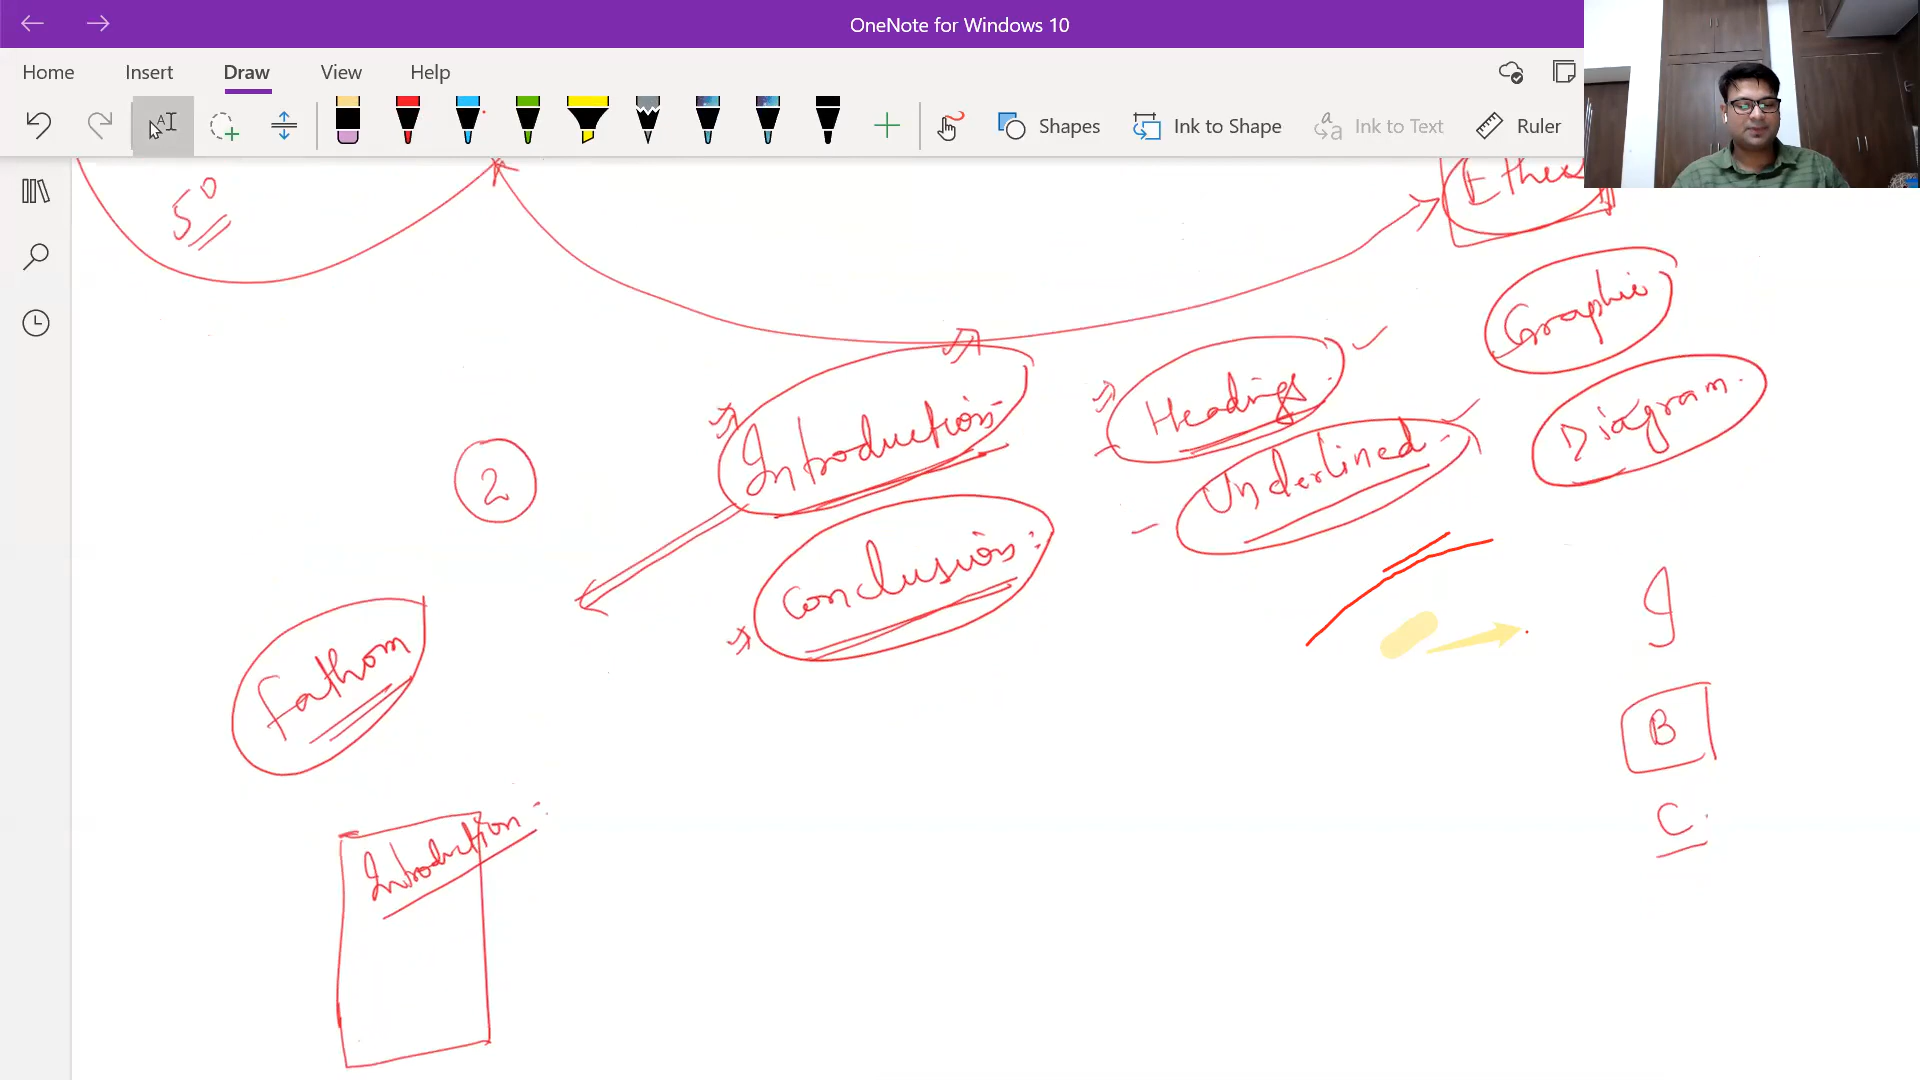 OneNote for Windows 10
Home Insert Draw View Help
Shapes Ink to Shape Ink to Text Ruler
50
Graphic
Headings
Introduction
Diagram
Underlined
2
Conclusion
Fathom
I
B
C
Introduction